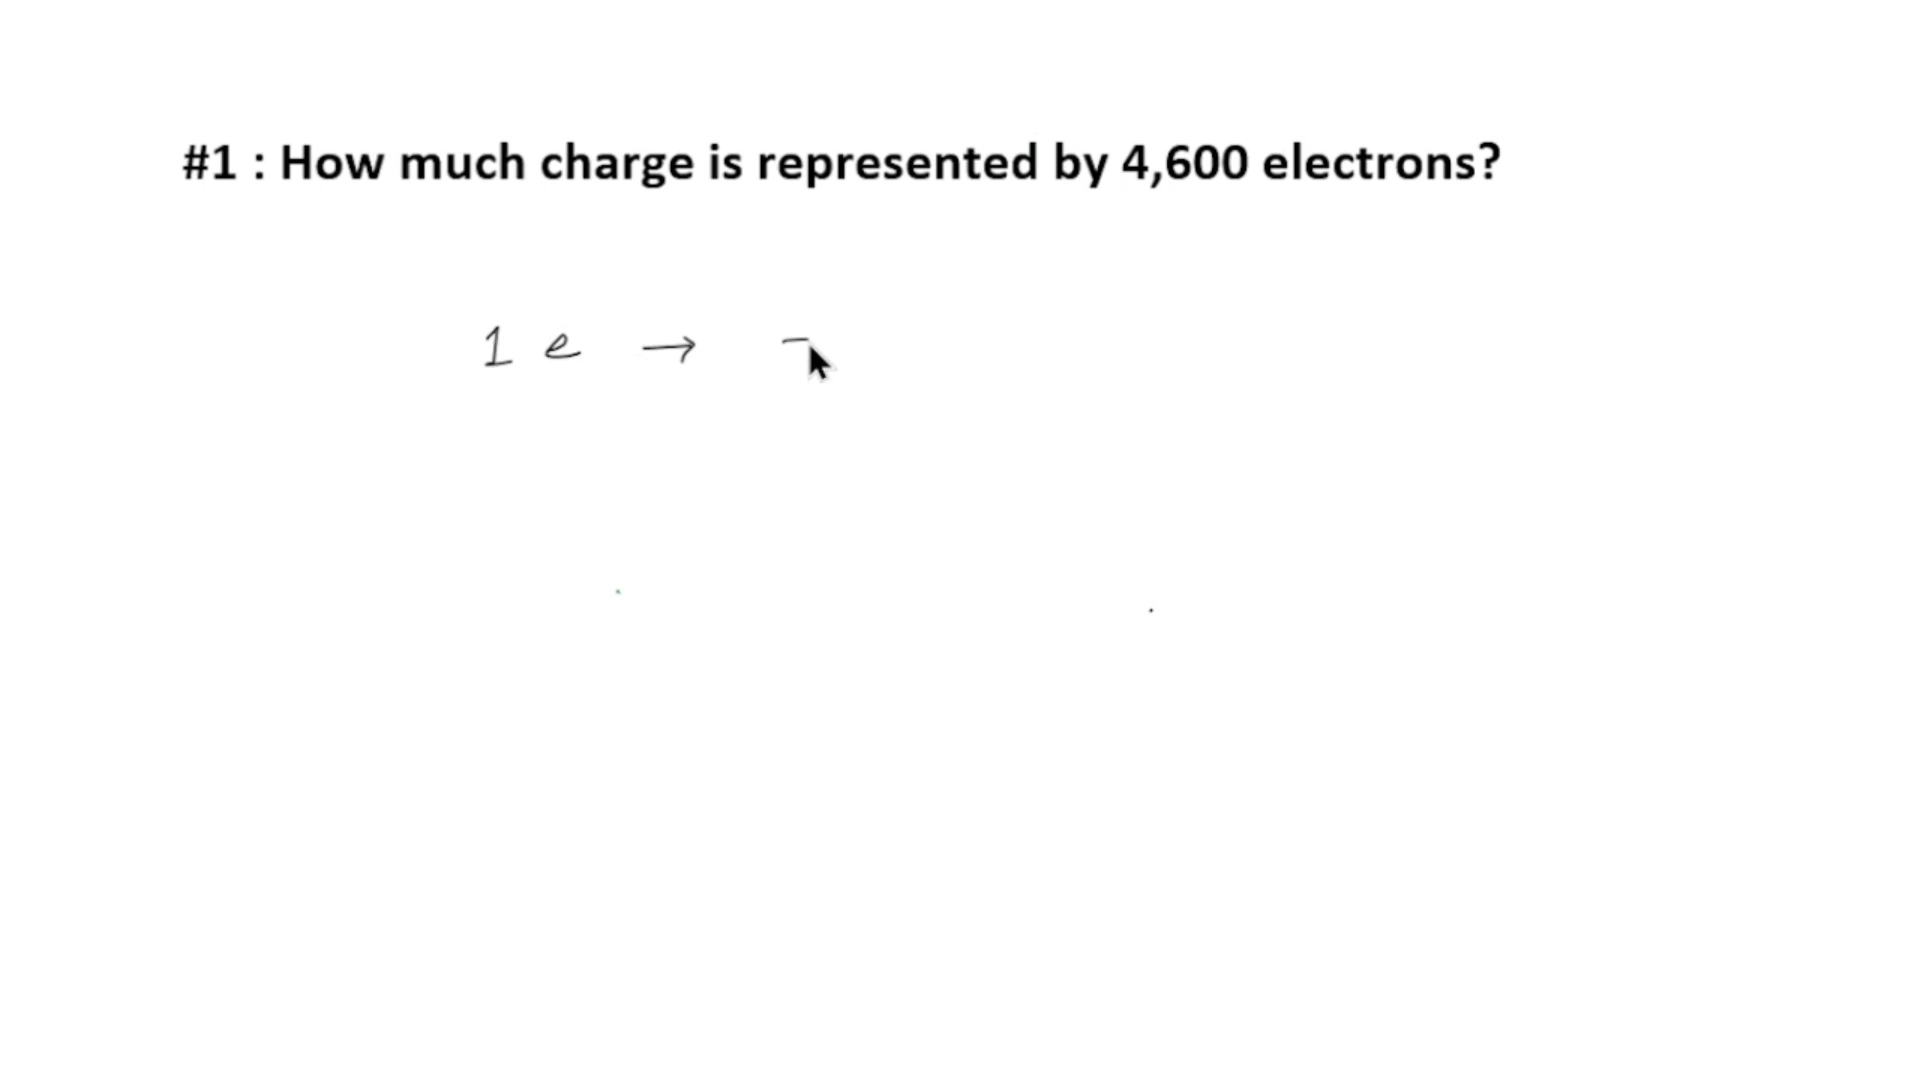 #1 : How much charge is represented by 4,600 electrons?
1 e → -